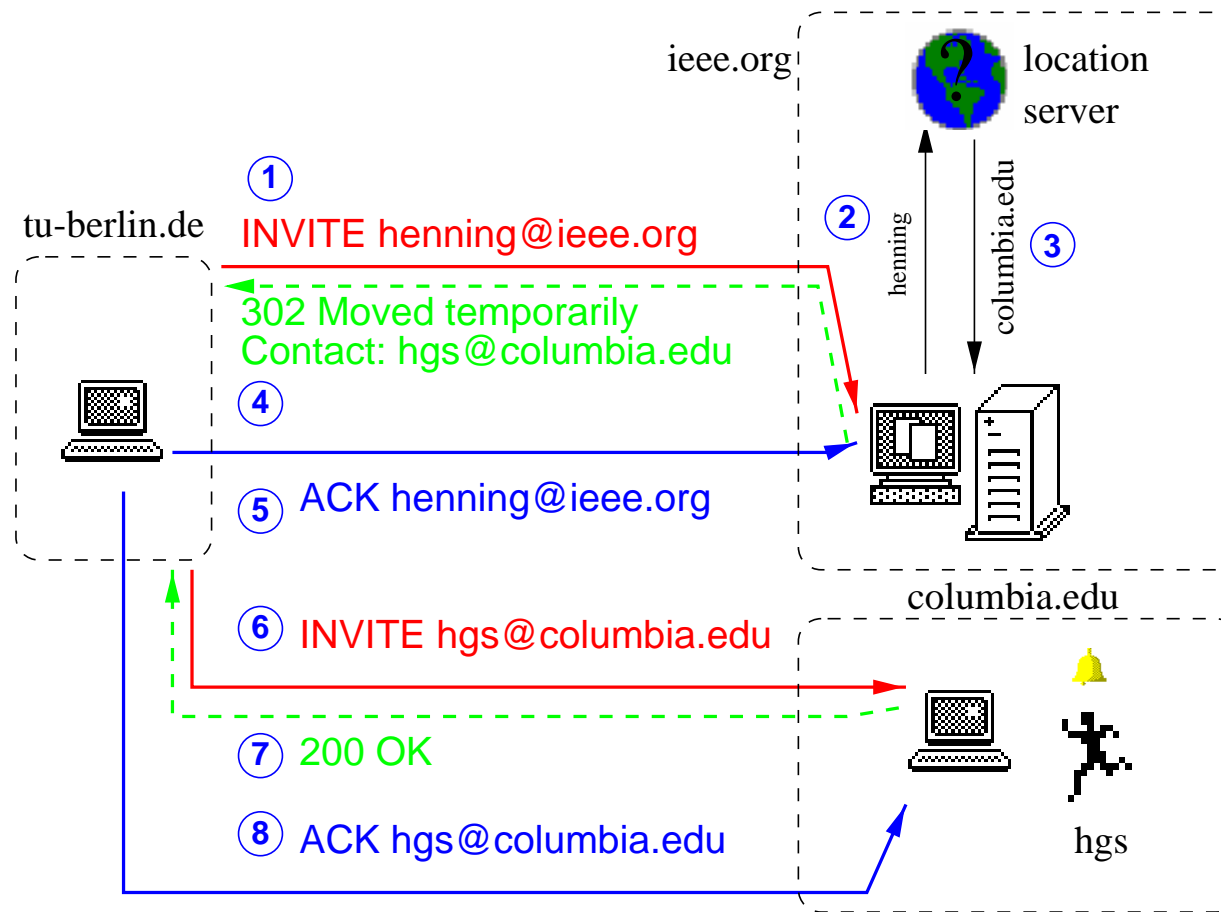 ieee.org
?
location
server
1
tu-berlin.de
INVITE henning@ieee.org
2
henning
columbia.edu
3
302 Moved temporarily
Contact: hgs@columbia.edu
4
5
ACK henning@ieee.org
columbia.edu
6
INVITE hgs@columbia.edu
7
200 OK
8
ACK hgs@columbia.edu
hgs